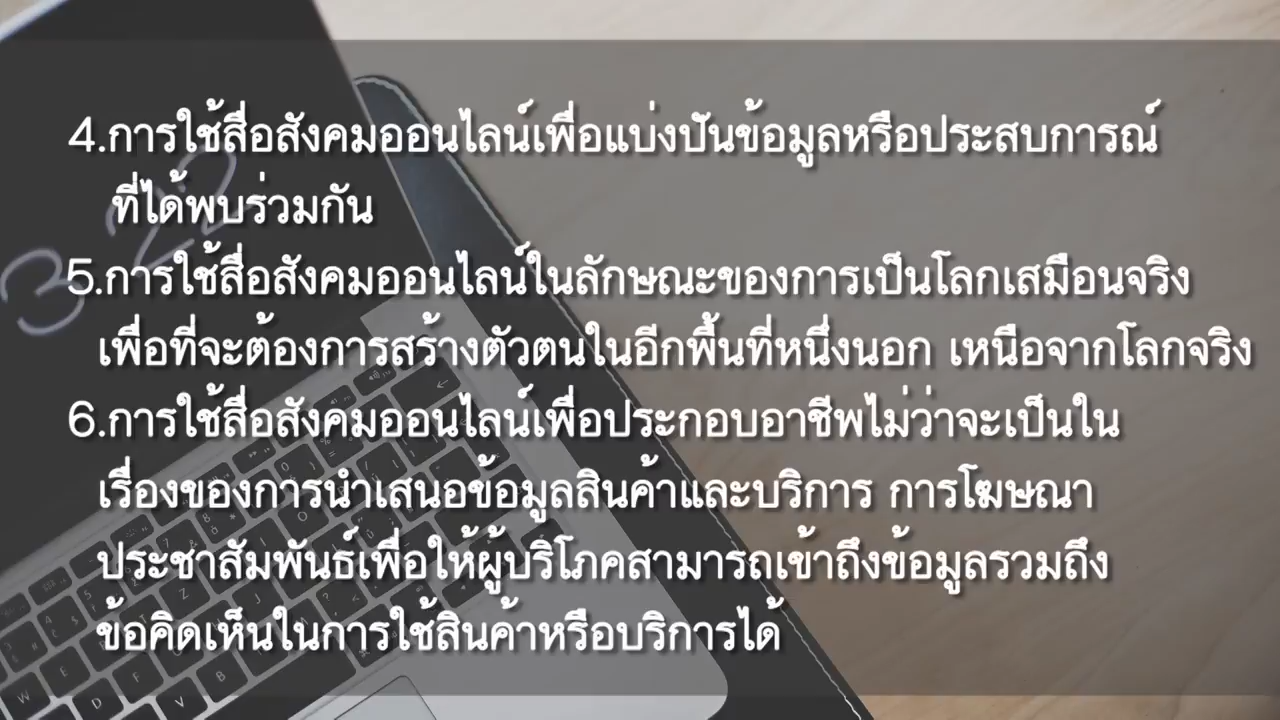 4.การใช้สื่อสังคมออนไลน์เพื่อแบ่งปันข้อมูลหรือประสบการณ์
ที่ได้พบร่วมกัน
5.การใช้สื่อสังคมออนไลน์ในลักษณะของการเป็นโลกเสมือนจริง
เพื่อที่จะต้องการสร้างตัวตนในอีกพื้นที่หนึ่งนอก เหนือจากโลกจริง
6.การใช้สื่อสังคมออนไลน์เพื่อประกอบอาชีพไม่ว่าจะเป็นใน
เรื่องของการนำเสนอข้อมูลสินค้าและบริการ การโฆษณา
ประชาสัมพันธ์เพื่อให้ผู้บริโภคสามารถเข้าถึงข้อมูลรวมถึง
ข้อคิดเห็นในการใช้สินค้าหรือบริการได้